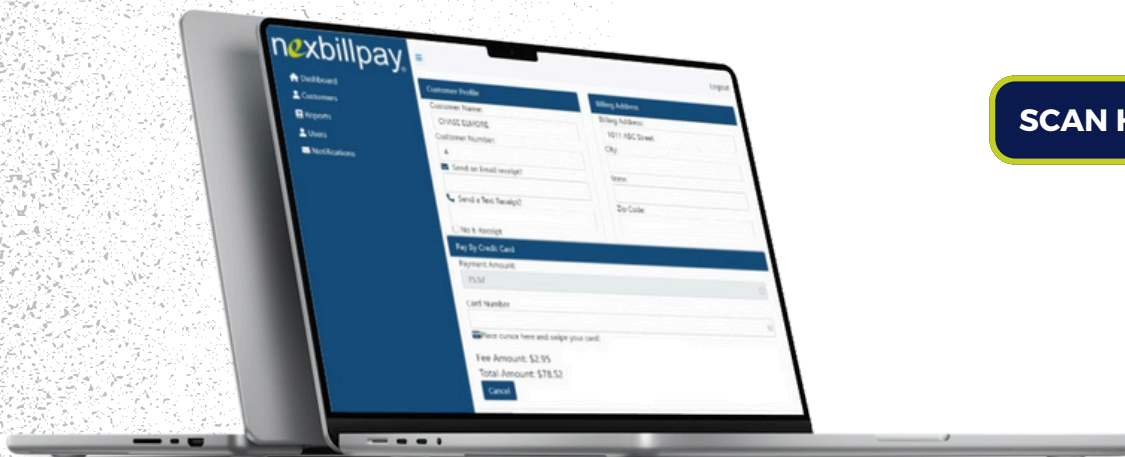 nexbillpay
Dashboard
Customers
Reports
Users
Notifications
Logout
Customer Profile
Customer Name:
CHASE ELMORE
Customer Number:
4
Send an Email receipt?
Send a Text Receipt?
No E-Receipt
Billing Address
Billing Address:
1011 ABC Street
City:
State:
Zip Code:
Pay By Credit Card
Payment Amount:
75.57
Card Number
Place cursor here and swipe your card!
Fee Amount: $2.95
Total Amount: $78.52
Cancel
SCAN H